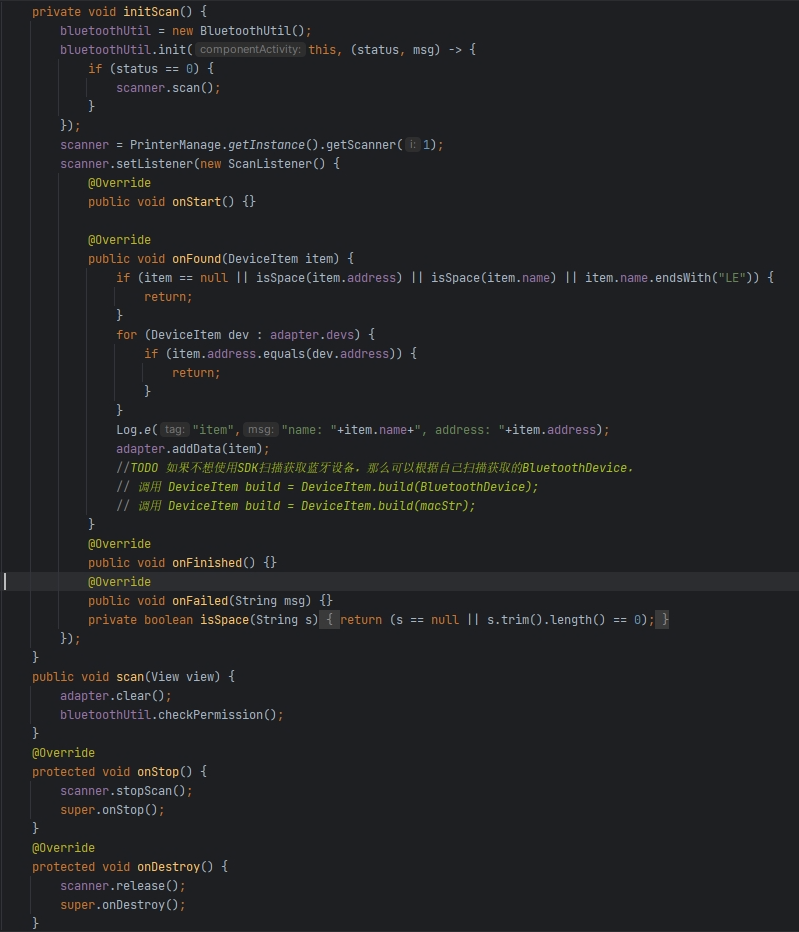 private void initScan() {
bluetoothUtil = new BluetoothUtil();
bluetoothUtil.init( componentActivity: this, (status, msg) -> {
if (status == 0) {
scanner.scan();
}
});
scanner = PrinterManage.getInstance().getScanner( i: 1);
scanner.setListener(new ScanListener() {
@Override
public void onStart() {}
@Override
public void onFound(DeviceItem item) {
if (item == null || isSpace(item.address) || isSpace(item.name) || item.name.endsWith("LE")) {
return;
}
for (DeviceItem dev : adapter.devs) {
if (item.address.equals(dev.address)) {
return;
}
}
Log.e( tag: "item", msg: "name: "+item.name+", address: "+item.address);
adapter.addData(item);
//TODO 如果不想使用SDK扫描获取蓝牙设备，那么可以根据自己扫描获取的BluetoothDevice.
// 调用 DeviceItem build = DeviceItem.build(BluetoothDevice);
// 调用 DeviceItem build = DeviceItem.build(macStr);
}
@Override
public void onFinished() {}
@Override
public void onFailed(String msg) {}
private boolean isSpace(String s) { return (s == null || s.trim().length() == 0); }
});
}
public void scan(View view) {
adapter.clear();
bluetoothUtil.checkPermission();
}
@Override
protected void onStop() {
scanner.stopScan();
super.onStop();
}
@Override
protected void onDestroy() {
scanner.release();
super.onDestroy();
}